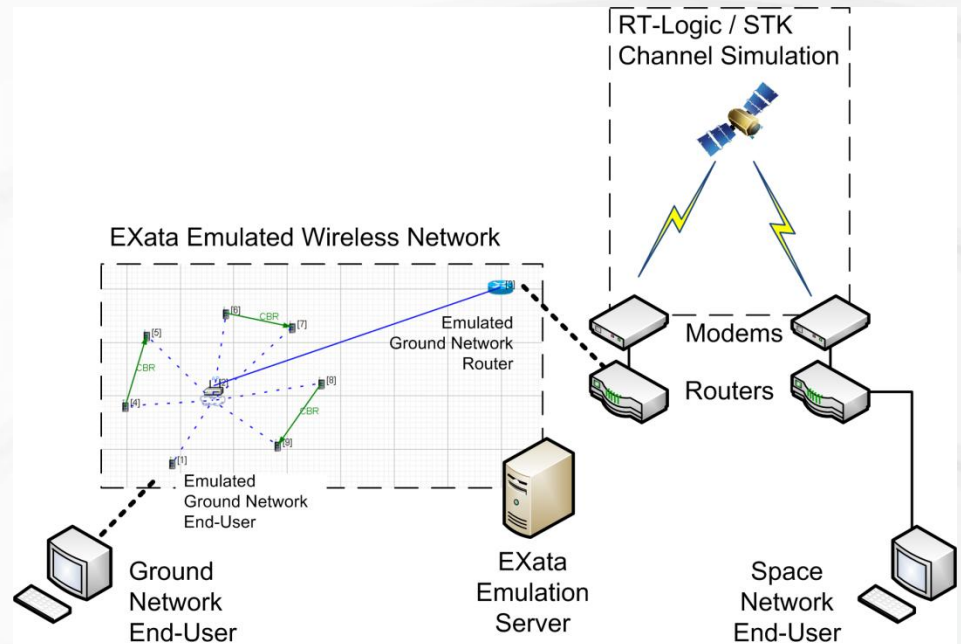 RT-Logic / STK
Channel Simulation
EXata Emulated Wireless Network
[6]
CBR
[7]
[5]
CBR
[4]
[8]
CBR
[9]
[1]
Emulated
Ground Network
Router
Emulated
Ground Network
End-User
Modems
Routers
Ground
Network
End-User
EXata
Emulation
Server
Space
Network
End-User